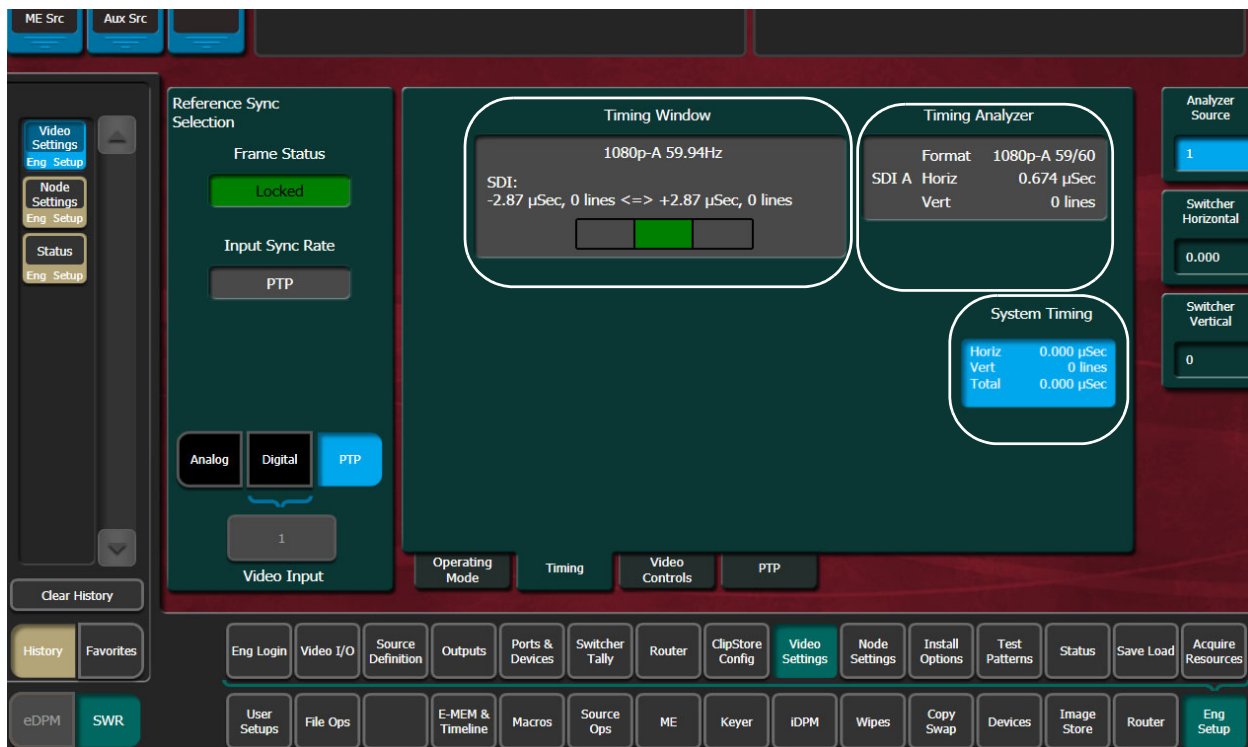 ME Src
Aux Src
Video
Settings
Eng Setup
Node
Settings
Eng Setup
Status
Eng Setup
Clear History
History
Favorites
eDPM
SWR
Reference Sync
Selection
Frame Status
Locked
Input Sync Rate
PTP
Analog
Digital
PTP
1
Video Input
Timing Window
1080p-A 59.94Hz
SDI:
-2.87 µSec, 0 lines <=> +2.87 µSec, 0 lines
Timing Analyzer
Format 1080p-A 59/60
SDI A Horiz 0.674 µSec
Vert 0 lines
System Timing
Horiz 0.000 µSec
Vert 0 lines
Total 0.000 µSec
Analyzer
Source
1
Switcher
Horizontal
0.000
Switcher
Vertical
0
Operating
Mode
Timing
Video
Controls
PTP
Eng Login
Video I/O
Source
Definition
Outputs
Ports &
Devices
Switcher
Tally
Router
ClipStore
Config
Video
Settings
Node
Settings
Install
Options
Test
Patterns
Status
Save Load
Acquire
Resources
User
Setups
File Ops
E-MEM &
Timeline
Macros
Source
Ops
ME
Keyer
iDPM
Wipes
Copy
Swap
Devices
Image
Store
Router
Eng
Setup